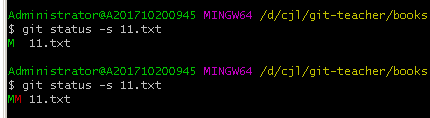 Administrator@A201710200945 MINGW64 /d/cjl/git-teacher/books
$ git status -s 11.txt
M  11.txt
Administrator@A201710200945 MINGW64 /d/cjl/git-teacher/books
$ git status -s 11.txt
MM 11.txt